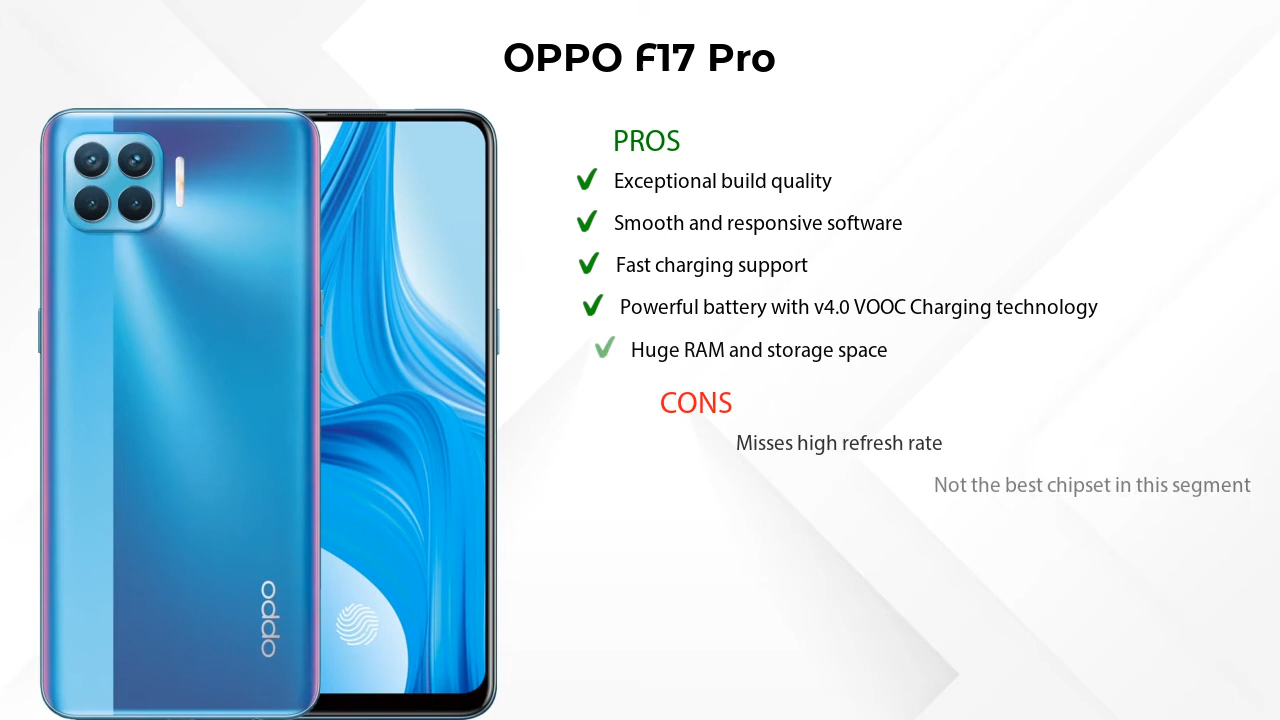 OPPO F17 Pro
PROS
Exceptional build quality
Smooth and responsive software
Fast charging support
Powerful battery with v4.0 VOOC Charging technology
Huge RAM and storage space
CONS
Misses high refresh rate
Not the best chipset in this segment
oppo